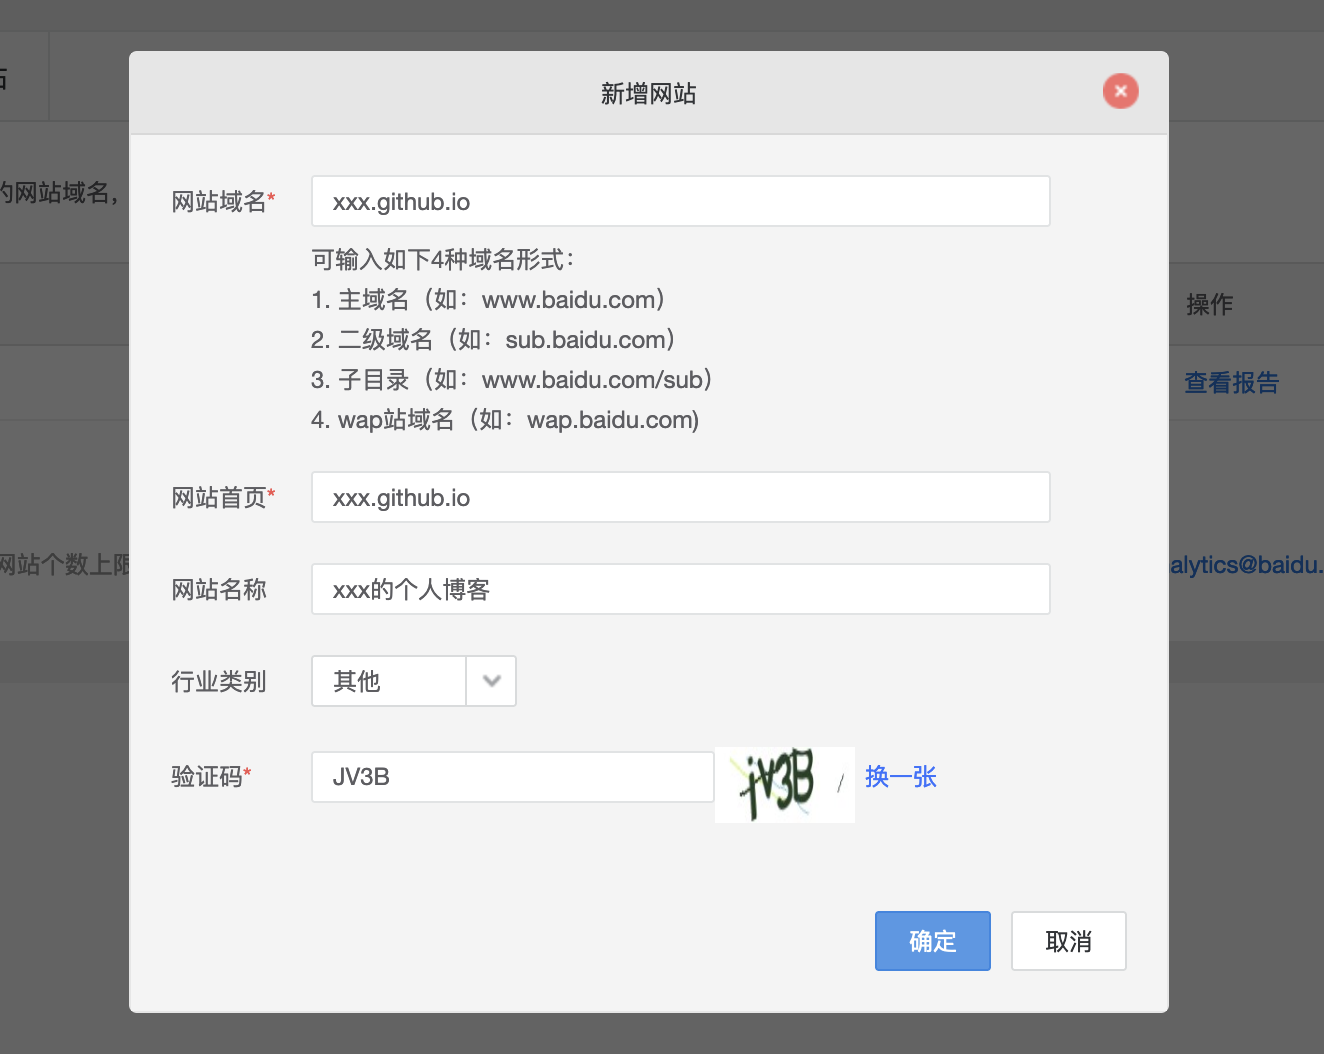 新增网站
的网站域名，
网站域名* xxx.github.io
可输入如下4种域名形式：
1. 主域名（如：www.baidu.com）
2. 二级域名（如：sub.baidu.com）
操作
3. 子目录（如：www.baidu.com/sub）
查看报告
4. wap站域名（如：wap.baidu.com)
网站首页* xxx.github.io
网站个数上限
alytics@baidu.
网站名称 xxx的个人博客
行业类别 其他
验证码* JV3B jV3B 换一张
确定 取消